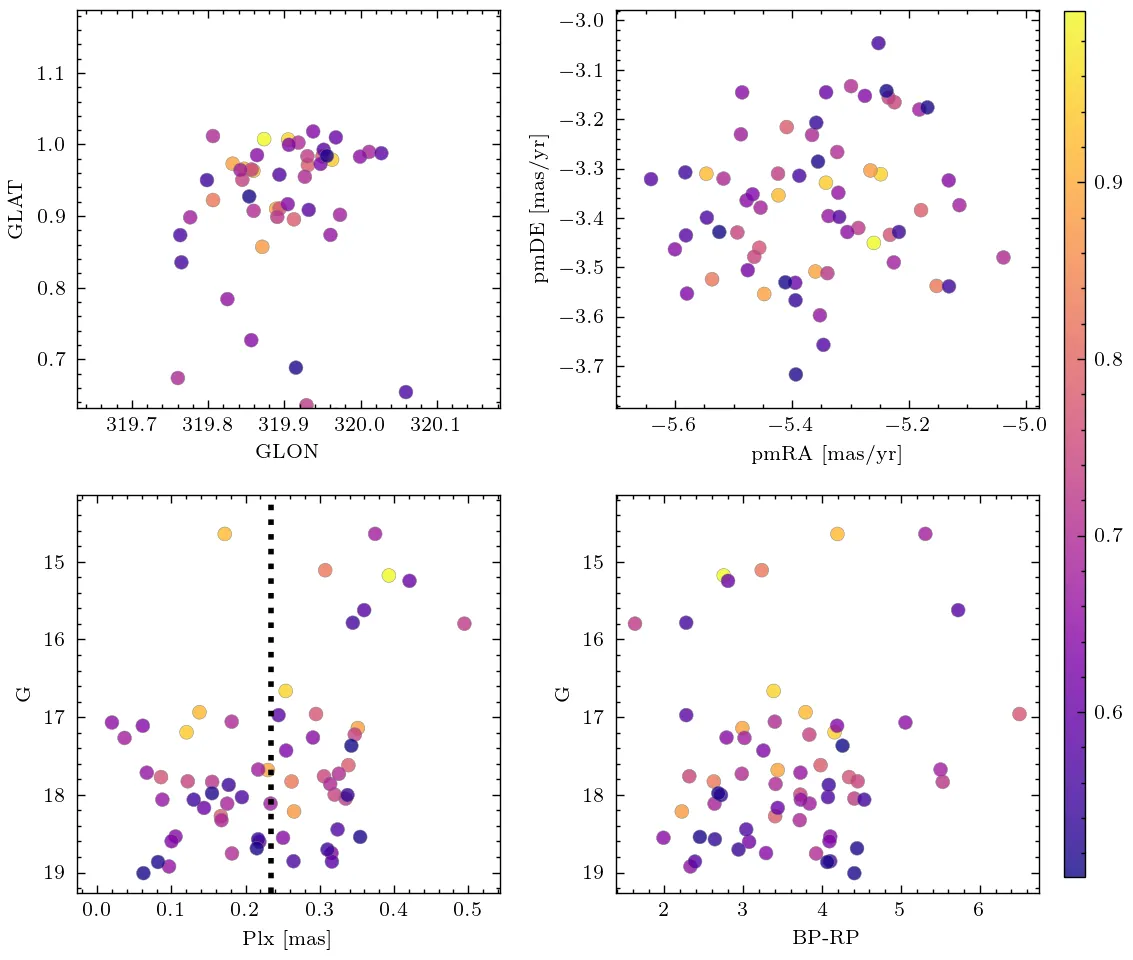 GLAT
1.1
1.0
0.9
0.8
0.7
319.7 319.8 319.9 320.0 320.1
GLON
pmDE [mas/yr]
−3.0
−3.1
−3.2
−3.3
−3.4
−3.5
−3.6
−3.7
−5.6 −5.4 −5.2 −5.0
pmRA [mas/yr]
0.9
0.8
0.7
0.6
G
15
16
17
18
19
0.0 0.1 0.2 0.3 0.4 0.5
Plx [mas]
G
15
16
17
18
19
2 3 4 5 6
BP-RP